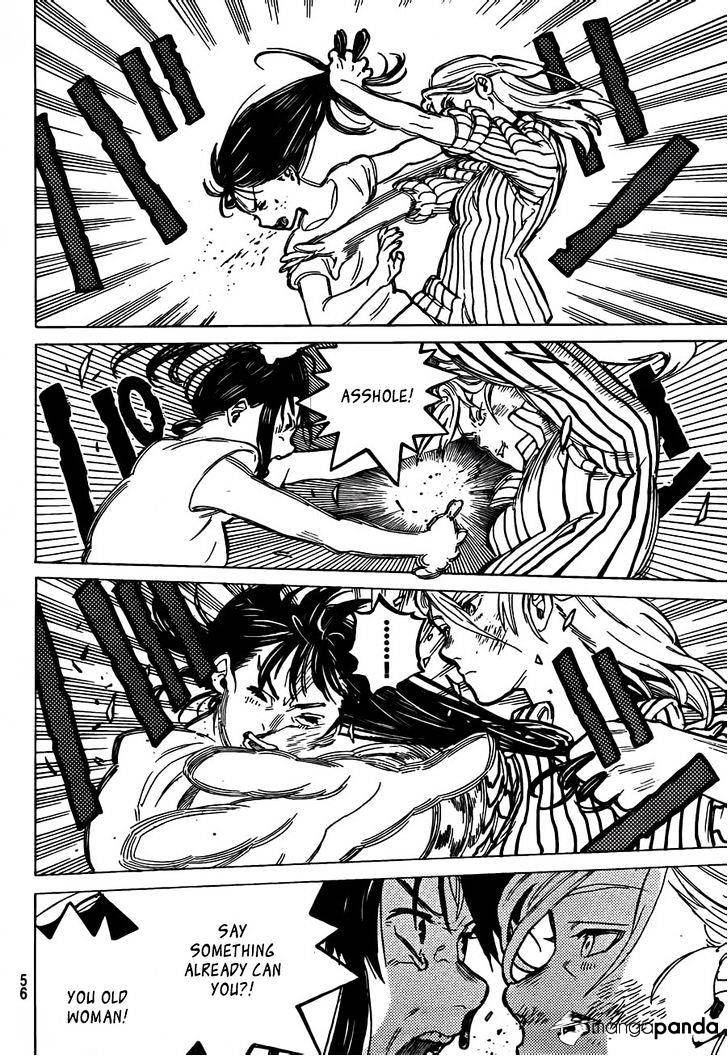 ASSHOLE!
........!
SAY
SOMETHING
ALREADY CAN
YOU?!
YOU OLD
WOMAN!
56
mangapanda